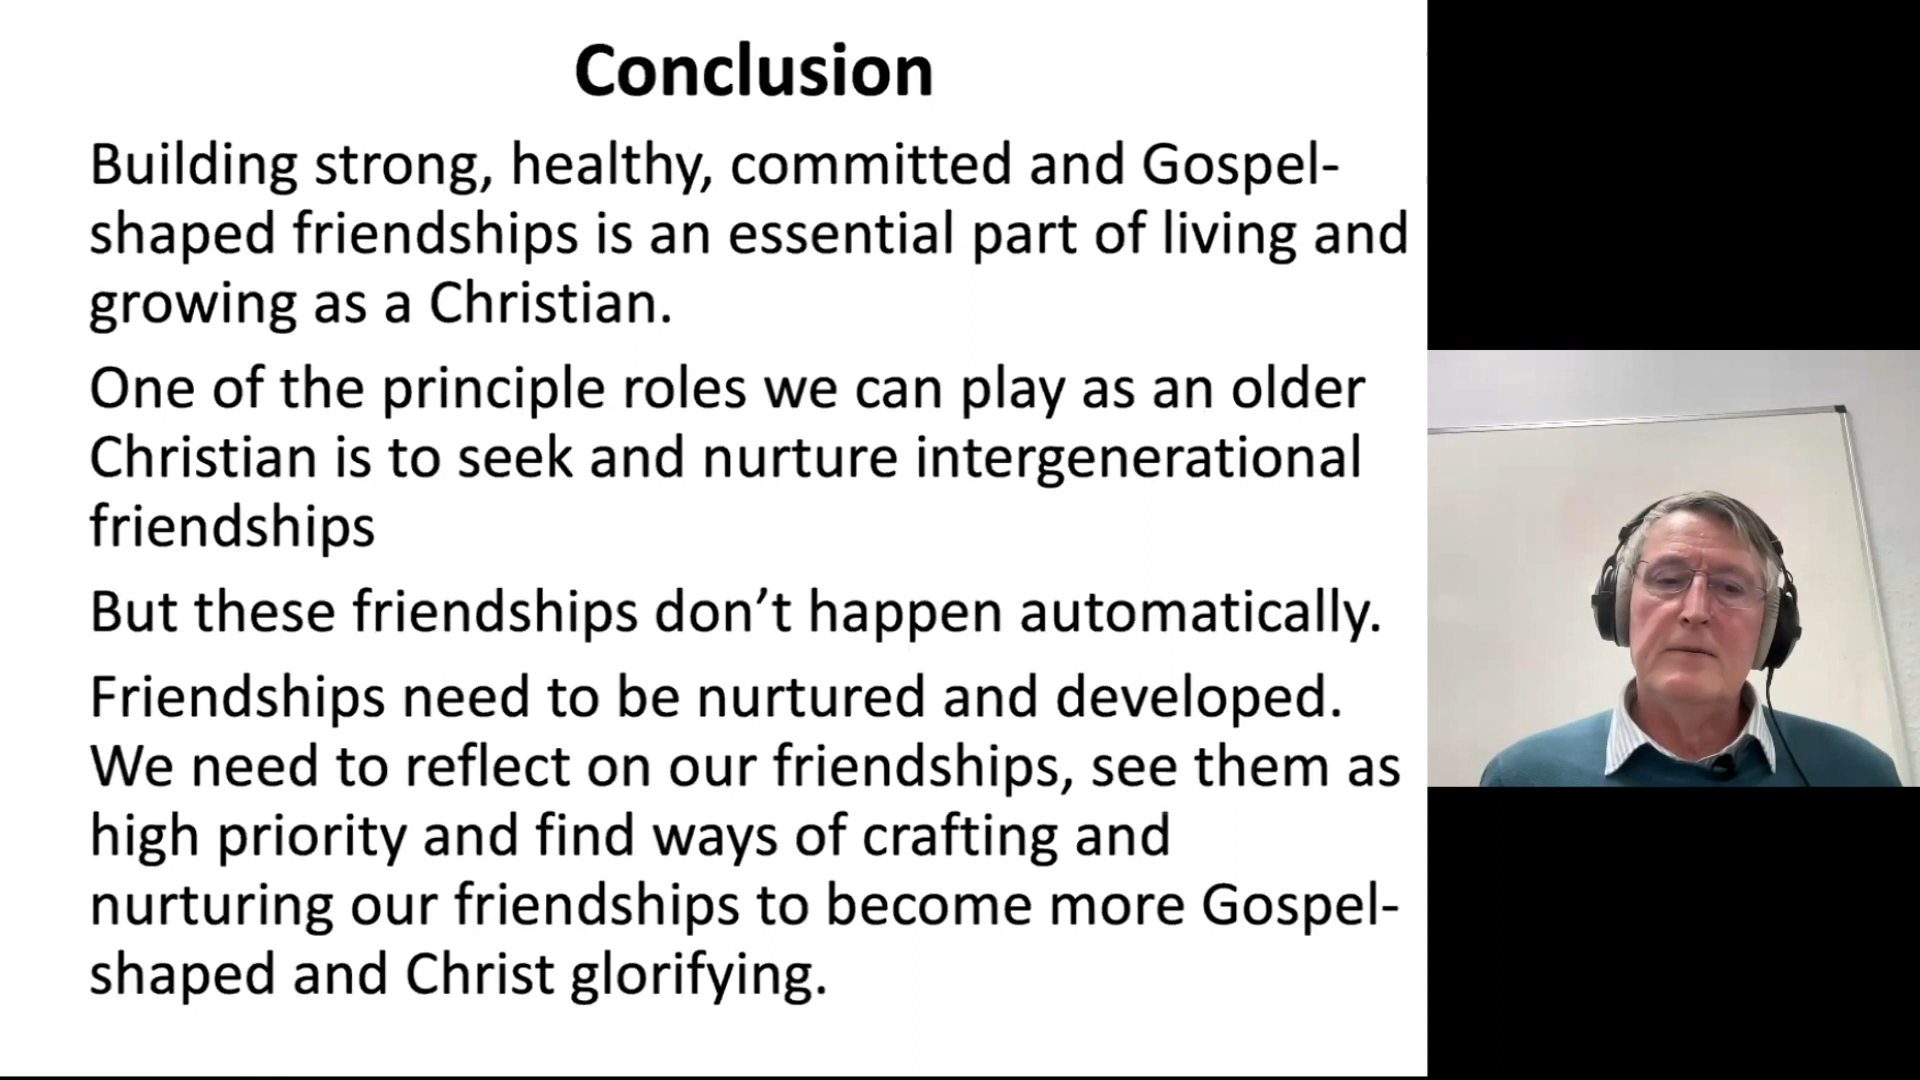 Conclusion
Building strong, healthy, committed and Gospel-
shaped friendships is an essential part of living and
growing as a Christian.
One of the principle roles we can play as an older
Christian is to seek and nurture intergenerational
friendships
But these friendships don’t happen automatically.
Friendships need to be nurtured and developed.
We need to reflect on our friendships, see them as
high priority and find ways of crafting and
nurturing our friendships to become more Gospel-
shaped and Christ glorifying.